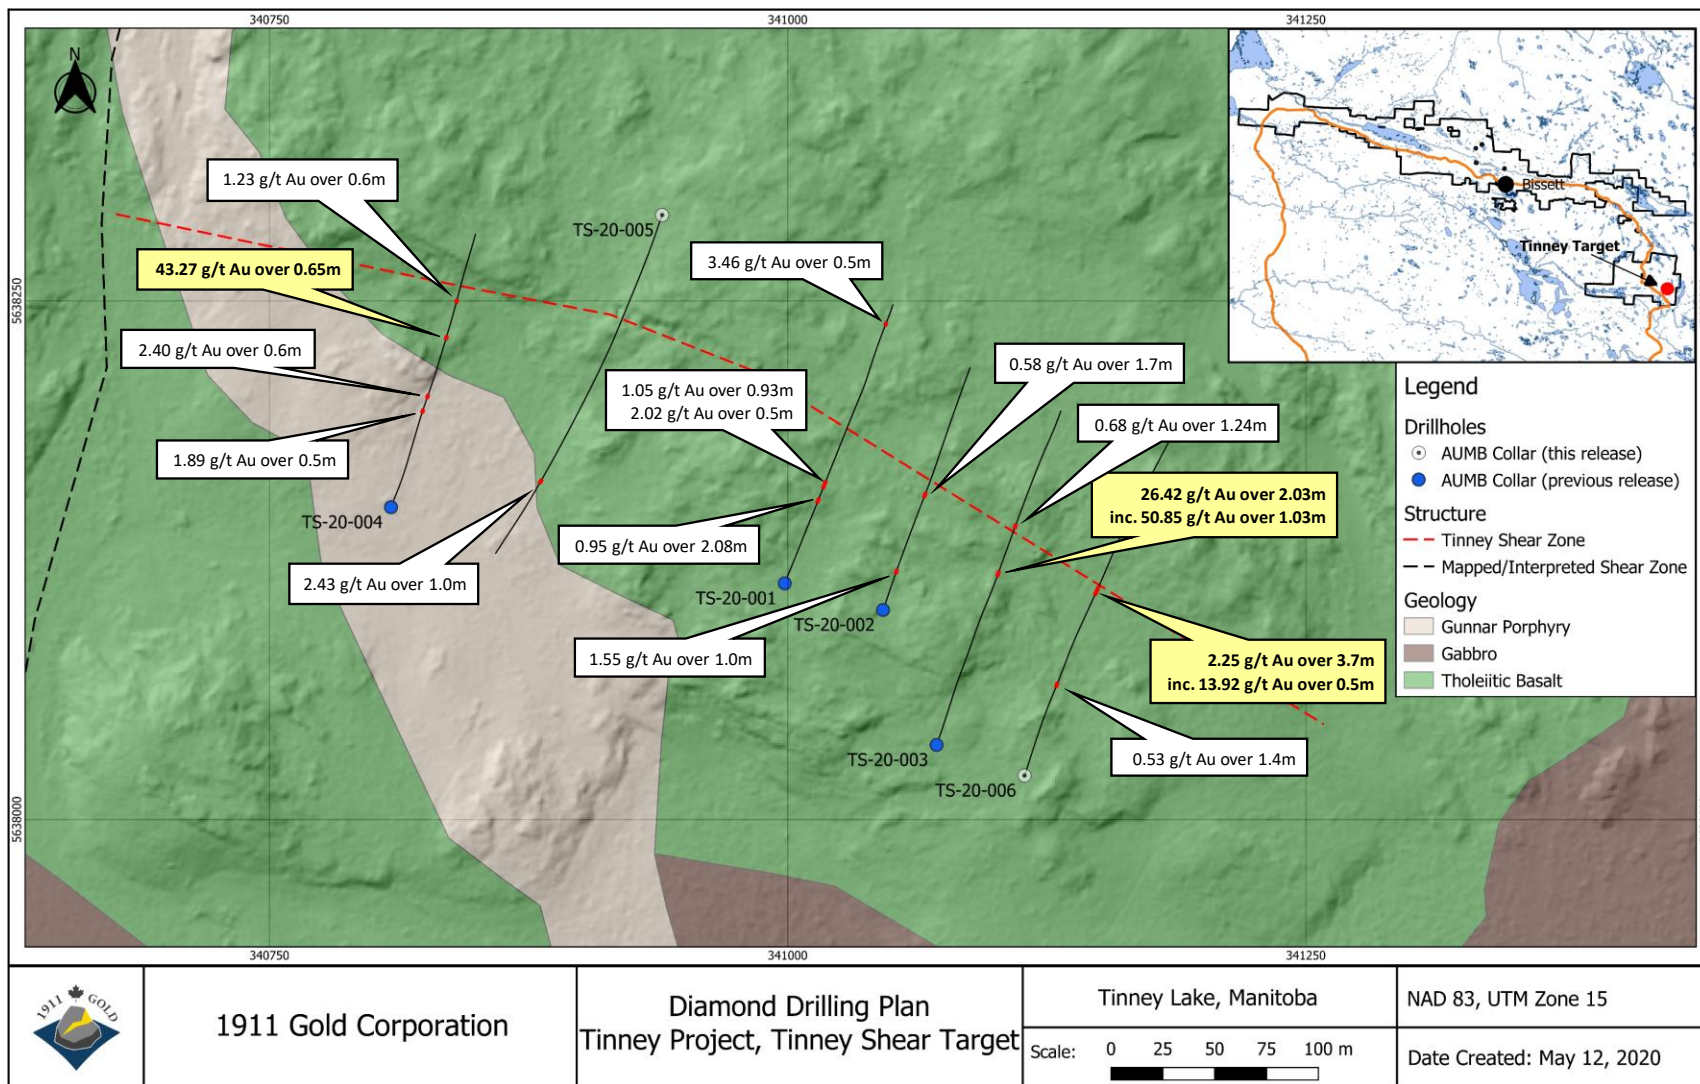 340750
341000
341250
N
1.23 g/t Au over 0.6m
TS-20-005
43.27 g/t Au over 0.65m
3.46 g/t Au over 0.5m
5638250
2.40 g/t Au over 0.6m
0.58 g/t Au over 1.7m
1.05 g/t Au over 0.93m
2.02 g/t Au over 0.5m
0.68 g/t Au over 1.24m
1.89 g/t Au over 0.5m
26.42 g/t Au over 2.03m
inc. 50.85 g/t Au over 1.03m
TS-20-004
0.95 g/t Au over 2.08m
2.43 g/t Au over 1.0m
TS-20-001
TS-20-002
1.55 g/t Au over 1.0m
2.25 g/t Au over 3.7m
inc. 13.92 g/t Au over 0.5m
TS-20-003
0.53 g/t Au over 1.4m
TS-20-006
5638000
Bissett
Tinney Target
Legend
Drillholes
AUMB Collar (this release)
AUMB Collar (previous release)
Structure
Tinney Shear Zone
Mapped/Interpreted Shear Zone
Geology
Gunnar Porphyry
Gabbro
Tholeiitic Basalt
340750
341000
341250
1911 GOLD
1911 Gold Corporation
Diamond Drilling Plan
Tinney Project, Tinney Shear Target
Tinney Lake, Manitoba
Scale: 0 25 50 75 100 m
NAD 83, UTM Zone 15
Date Created: May 12, 2020